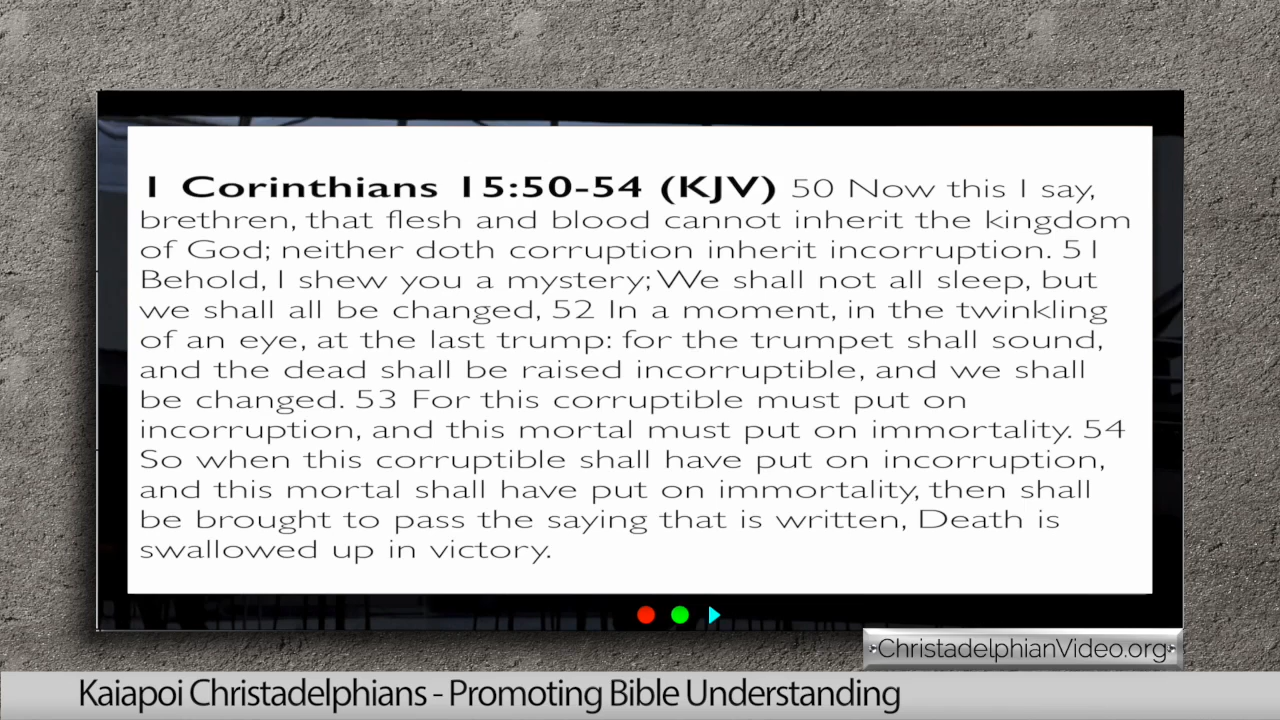 1 Corinthians 15:50-54 (KJV) 50 Now this I say,
brethren, that flesh and blood cannot inherit the kingdom
of God; neither doth corruption inherit incorruption. 51
Behold, I shew you a mystery; We shall not all sleep, but
we shall all be changed, 52 In a moment, in the twinkling
of an eye, at the last trump: for the trumpet shall sound,
and the dead shall be raised incorruptible, and we shall
be changed. 53 For this corruptible must put on
incorruption, and this mortal must put on immortality. 54
So when this corruptible shall have put on incorruption,
and this mortal shall have put on immortality, then shall
be brought to pass the saying that is written, Death is
swallowed up in victory.
ChristadelphianVideo.org
Kaiapoi Christadelphians - Promoting Bible Understanding